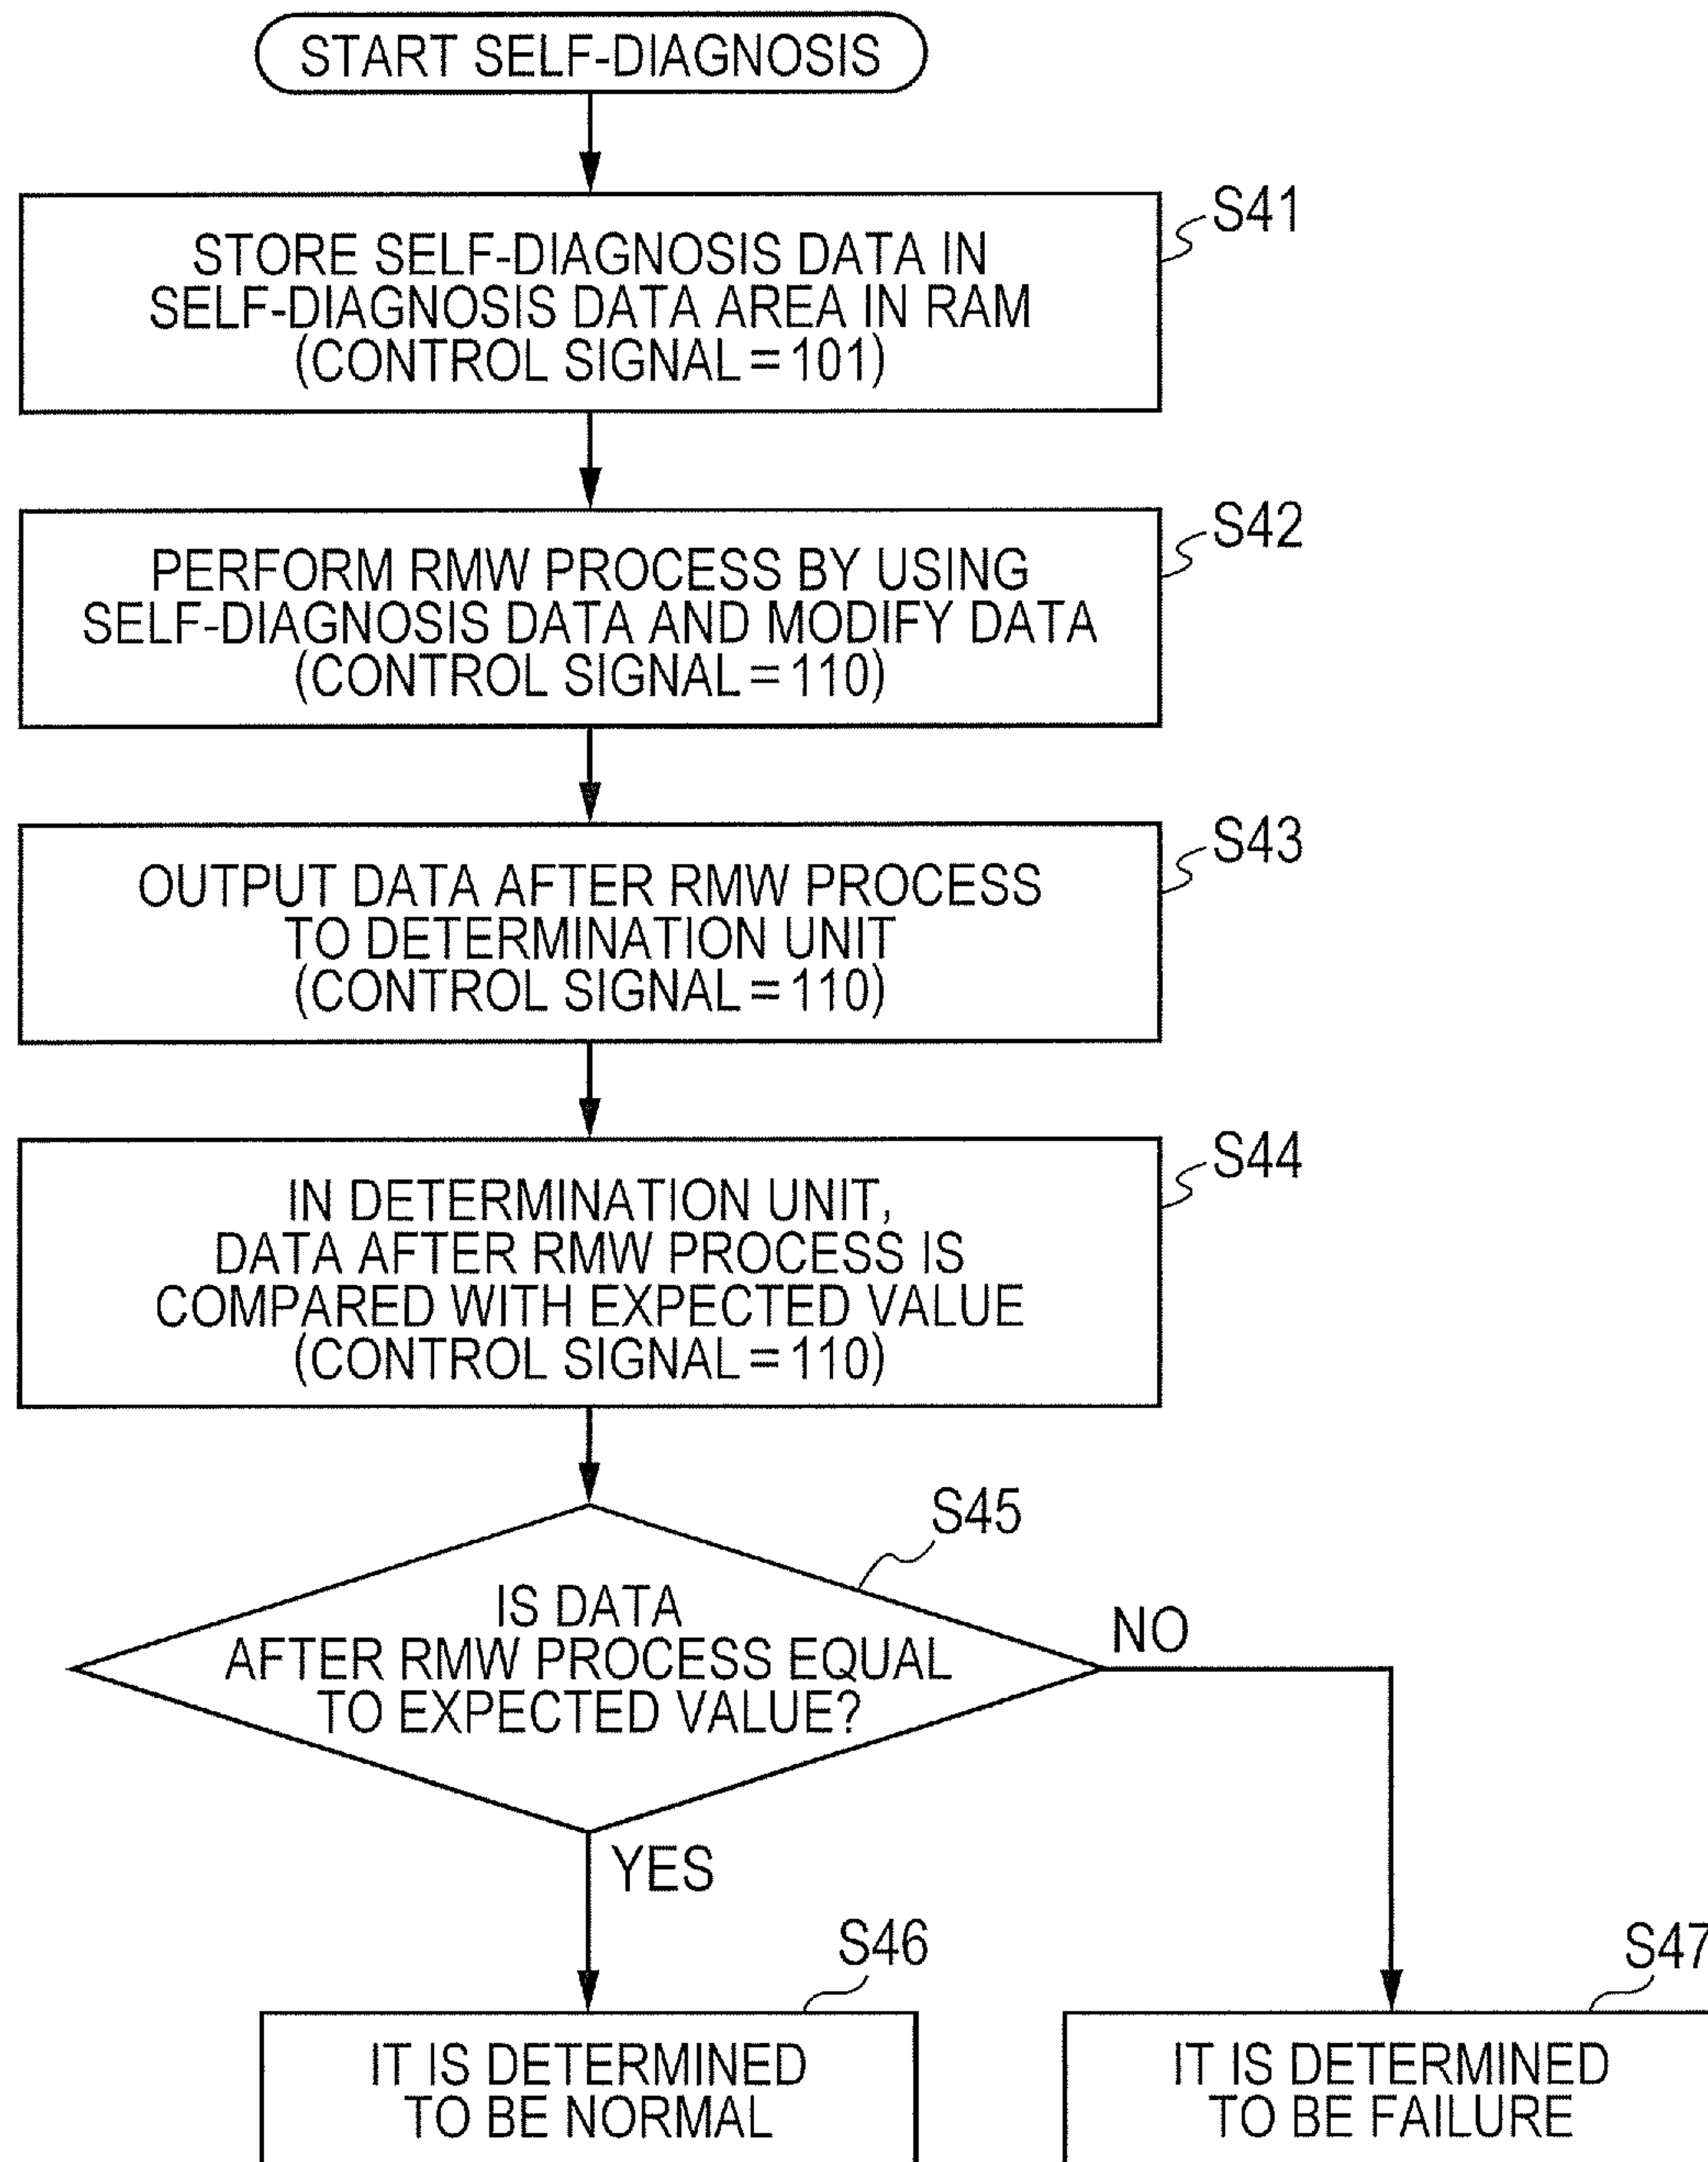 START SELF-DIAGNOSIS
S41
STORE SELF-DIAGNOSIS DATA IN
SELF-DIAGNOSIS DATA AREA IN RAM
(CONTROL SIGNAL = 101)
S42
PERFORM RMW PROCESS BY USING
SELF-DIAGNOSIS DATA AND MODIFY DATA
(CONTROL SIGNAL = 110)
S43
OUTPUT DATA AFTER RMW PROCESS
TO DETERMINATION UNIT
(CONTROL SIGNAL = 110)
S44
IN DETERMINATION UNIT,
DATA AFTER RMW PROCESS IS
COMPARED WITH EXPECTED VALUE
(CONTROL SIGNAL = 110)
S45
IS DATA
AFTER RMW PROCESS EQUAL
TO EXPECTED VALUE?
NO
YES
S46
IT IS DETERMINED
TO BE NORMAL
S47
IT IS DETERMINED
TO BE FAILURE